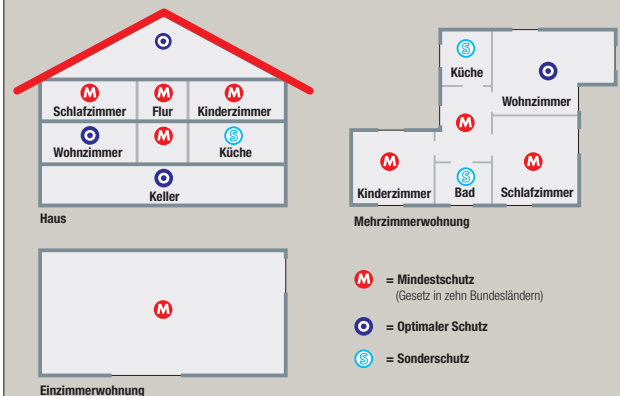 Schlafzimmer
M
Flur
M
Kinderzimmer
M
Wohnzimmer
M
Küche
S
Keller
Haus
Küche
S
Wohnzimmer
M
Kinderzimmer
M
Bad
S
Schlafzimmer
M
Mehrzimmerwohnung
M
Einzimmerwohnung
M = Mindestschutz
(Gesetz in zehn Bundesländern)
= Optimaler Schutz
S = Sonderschutz